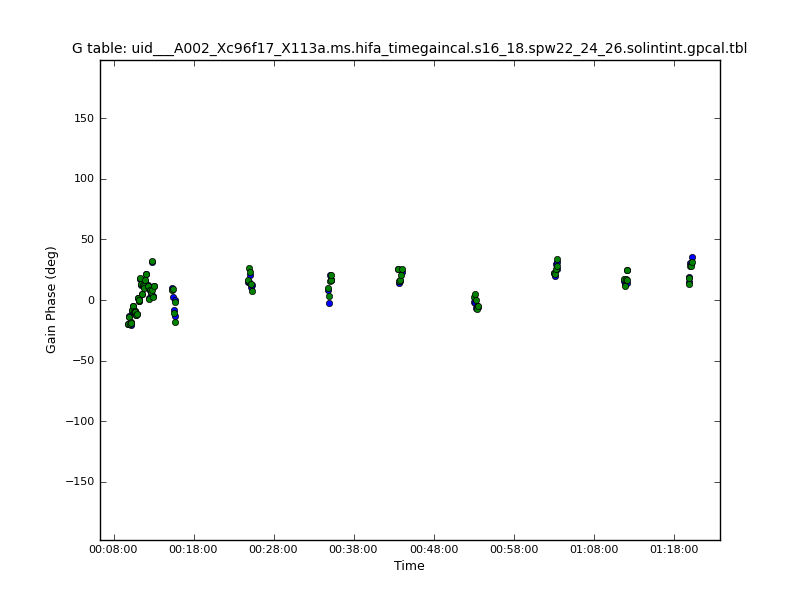 G table: uid___A002_Xc96f17_X113a.ms.hifa_timegaincal.s16_18.spw22_24_26.solintint.gpcal.tbl
150
100
50
0
−50
−100
−150
Gain Phase (deg)
00:08:00 00:18:00 00:28:00 00:38:00 00:48:00 00:58:00 01:08:00 01:18:00
Time